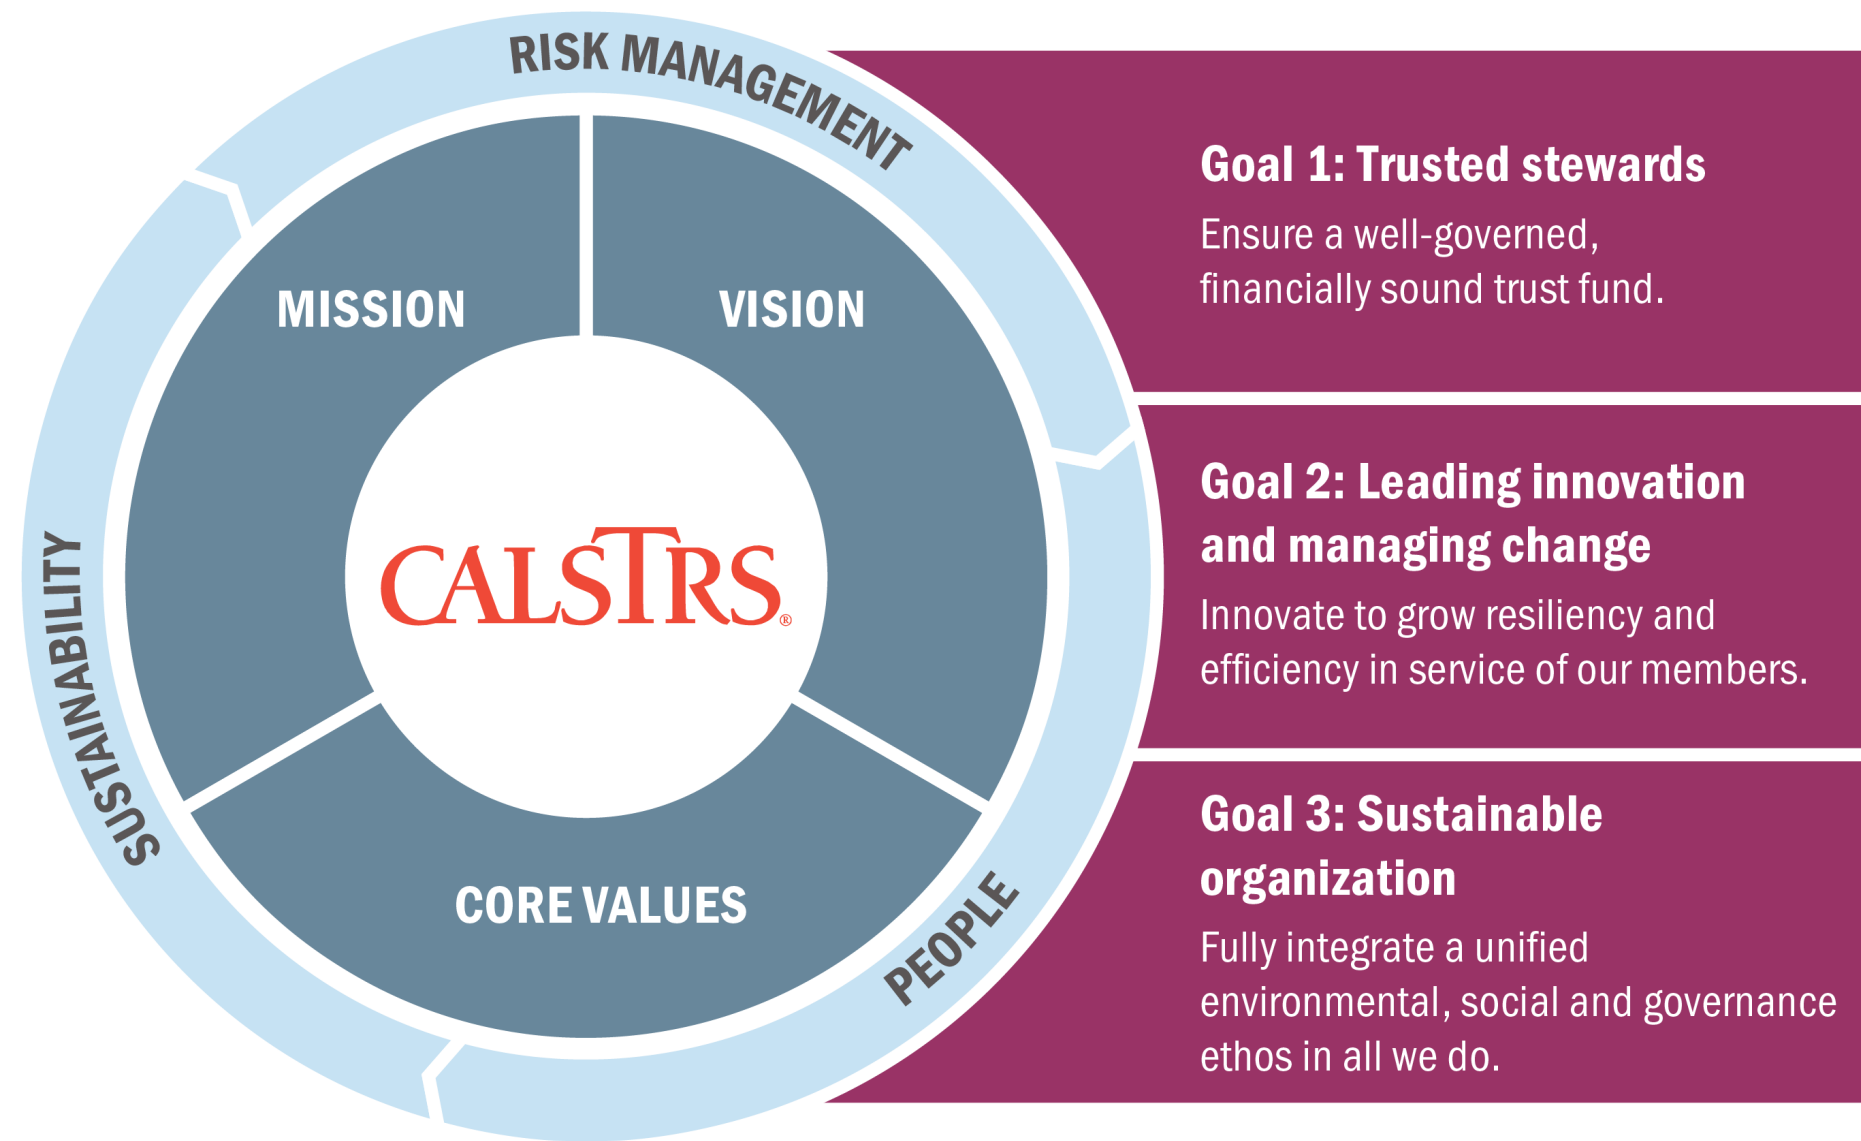 RISK MANAGEMENT
MISSION
VISION
CALSTRS®
SUSTAINABILITY
CORE VALUES
PEOPLE
Goal 1: Trusted stewards
Ensure a well-governed,
financially sound trust fund.
Goal 2: Leading innovation
and managing change
Innovate to grow resiliency and
efficiency in service of our members.
Goal 3: Sustainable
organization
Fully integrate a unified
environmental, social and governance
ethos in all we do.